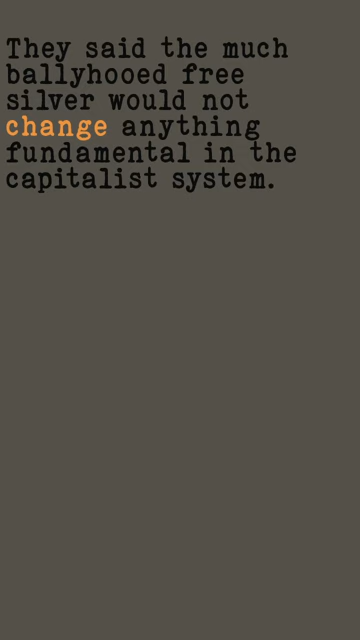 They said the much
ballyhooed free
silver would not
change anything
fundamental in the
capitalist system.